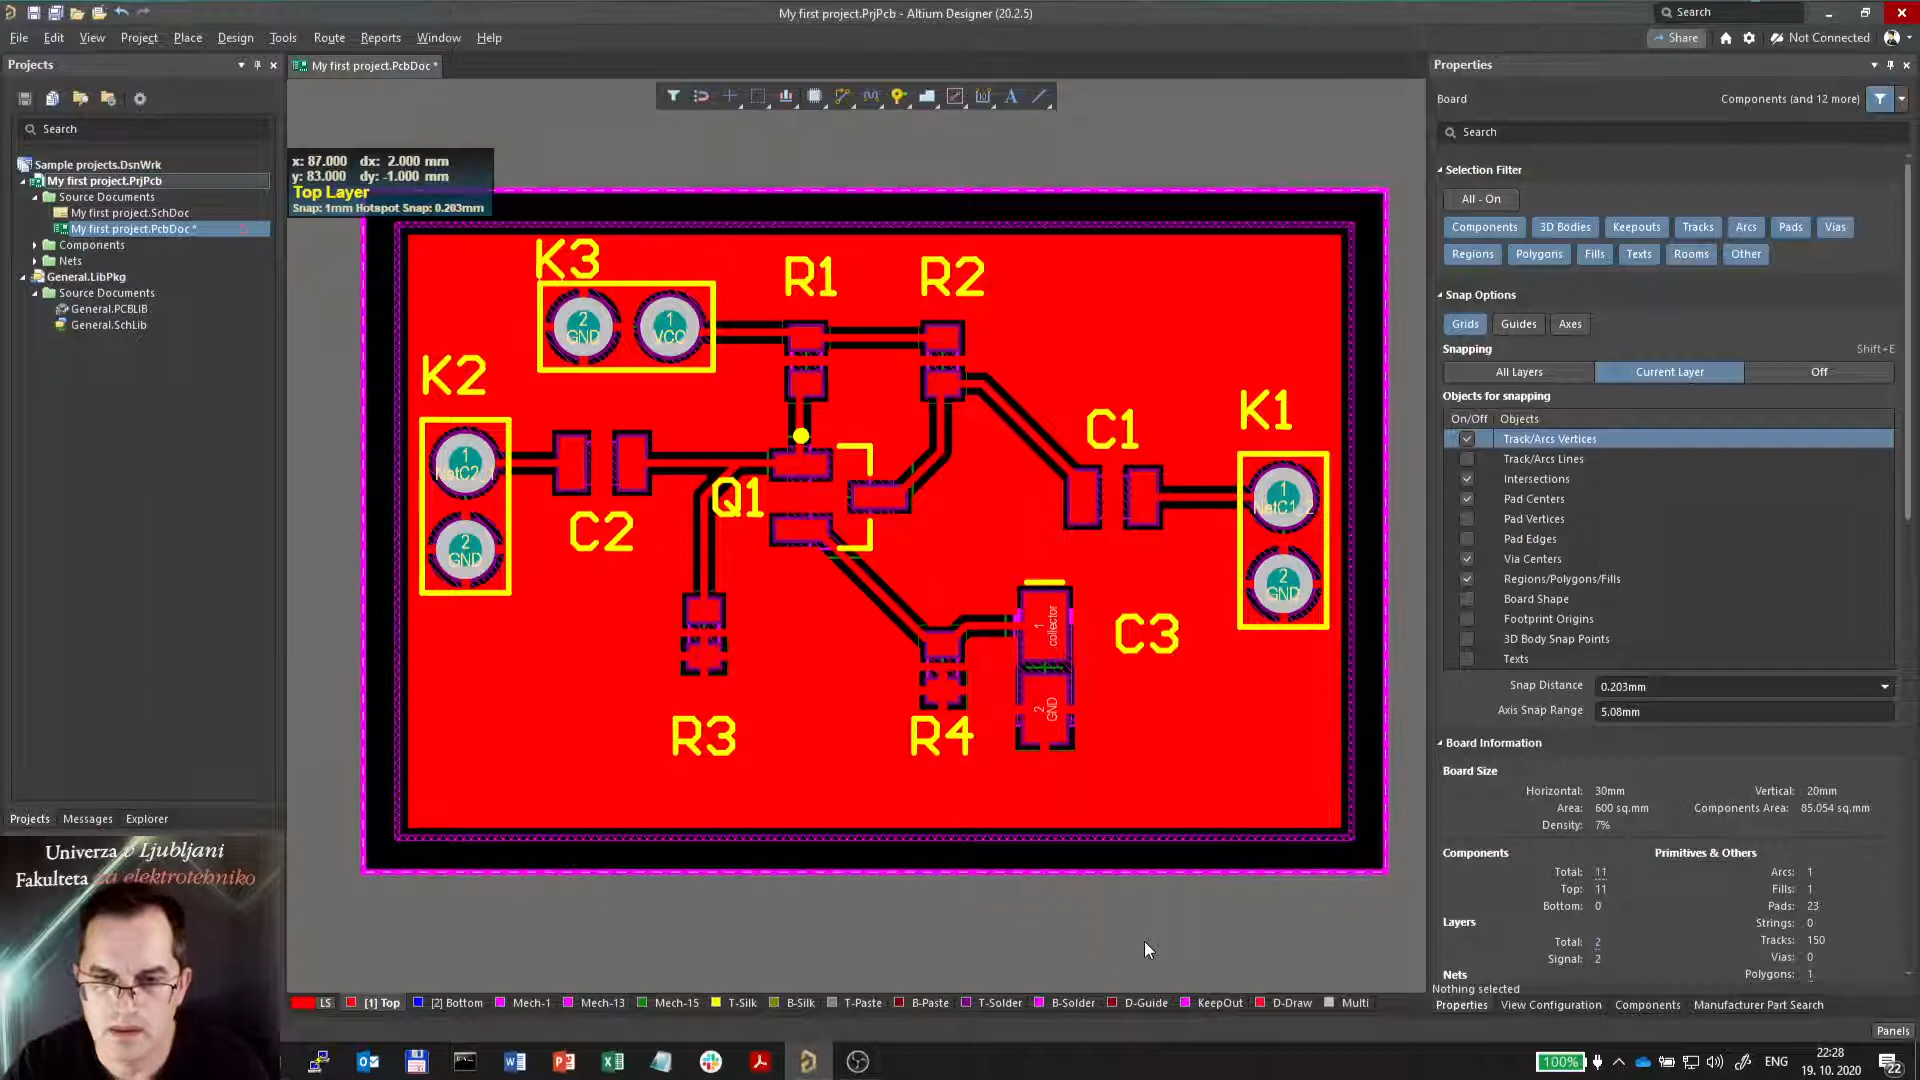 My first project.PrjPcb - Altium Designer (20.2.5)
Search
File Edit View Project Place Design Tools Route Reports Window Help
Share Not Connected
Projects
My first project.PcbDoc *
Properties
Board Components (and 12 more)
Search
Search
Sample projects.DsnWrk
My first project.PrjPcb
Source Documents
My first project.SchDoc
My first project.PcbDoc *
Components
Nets
General.LibPkg
Source Documents
General.PCBLIB
General.SchLib
x: 87.000 dx: 2.000 mm
y: 83.000 dy: -1.000 mm
Top Layer
Snap: 1mm Hotspot Snap: 0.203mm
K3
R1
R2
2
GND
1
VCC
K2
1
2
GND
C2
Q1
C1
K1
1
NetC1_2
2
GND
1
collector
2
GND
C3
R3
R4
Selection Filter
All - On
Components 3D Bodies Keepouts Tracks Arcs Pads Vias
Regions Polygons Fills Texts Rooms Other
Snap Options
Grids Guides Axes
Snapping Shift+E
All Layers Current Layer Off
Objects for snapping
On/Off Objects
Track/Arcs Vertices
Track/Arcs Lines
Intersections
Pad Centers
Pad Vertices
Pad Edges
Via Centers
Regions/Polygons/Fills
Board Shape
Footprint Origins
3D Body Snap Points
Texts
Snap Distance 0.203mm
Axis Snap Range 5.08mm
Board Information
Board Size
Horizontal: 30mm Vertical: 20mm
Area: 600 sq.mm Components Area: 85.054 sq.mm
Density: 7%
Components Primitives & Others
Total: 11 Arcs: 1
Top: 11 Fills: 1
Bottom: 0 Pads: 23
Layers Strings: 0
Total: 2 Tracks: 150
Signal: 2 Vias: 0
Nets Polygons: 1
Nothing selected
Properties View Configuration Components Manufacturer Part Search
Panels
Projects Messages Explorer
Univerza v Ljubljani
Fakulteta za elektrotehniko
LS [1] Top [2] Bottom Mech-1 Mech-13 Mech-15 T-Silk B-Silk T-Paste B-Paste T-Solder B-Solder D-Guide KeepOut D-Draw Multi
100% ENG 22:28
19. 10. 2020
22